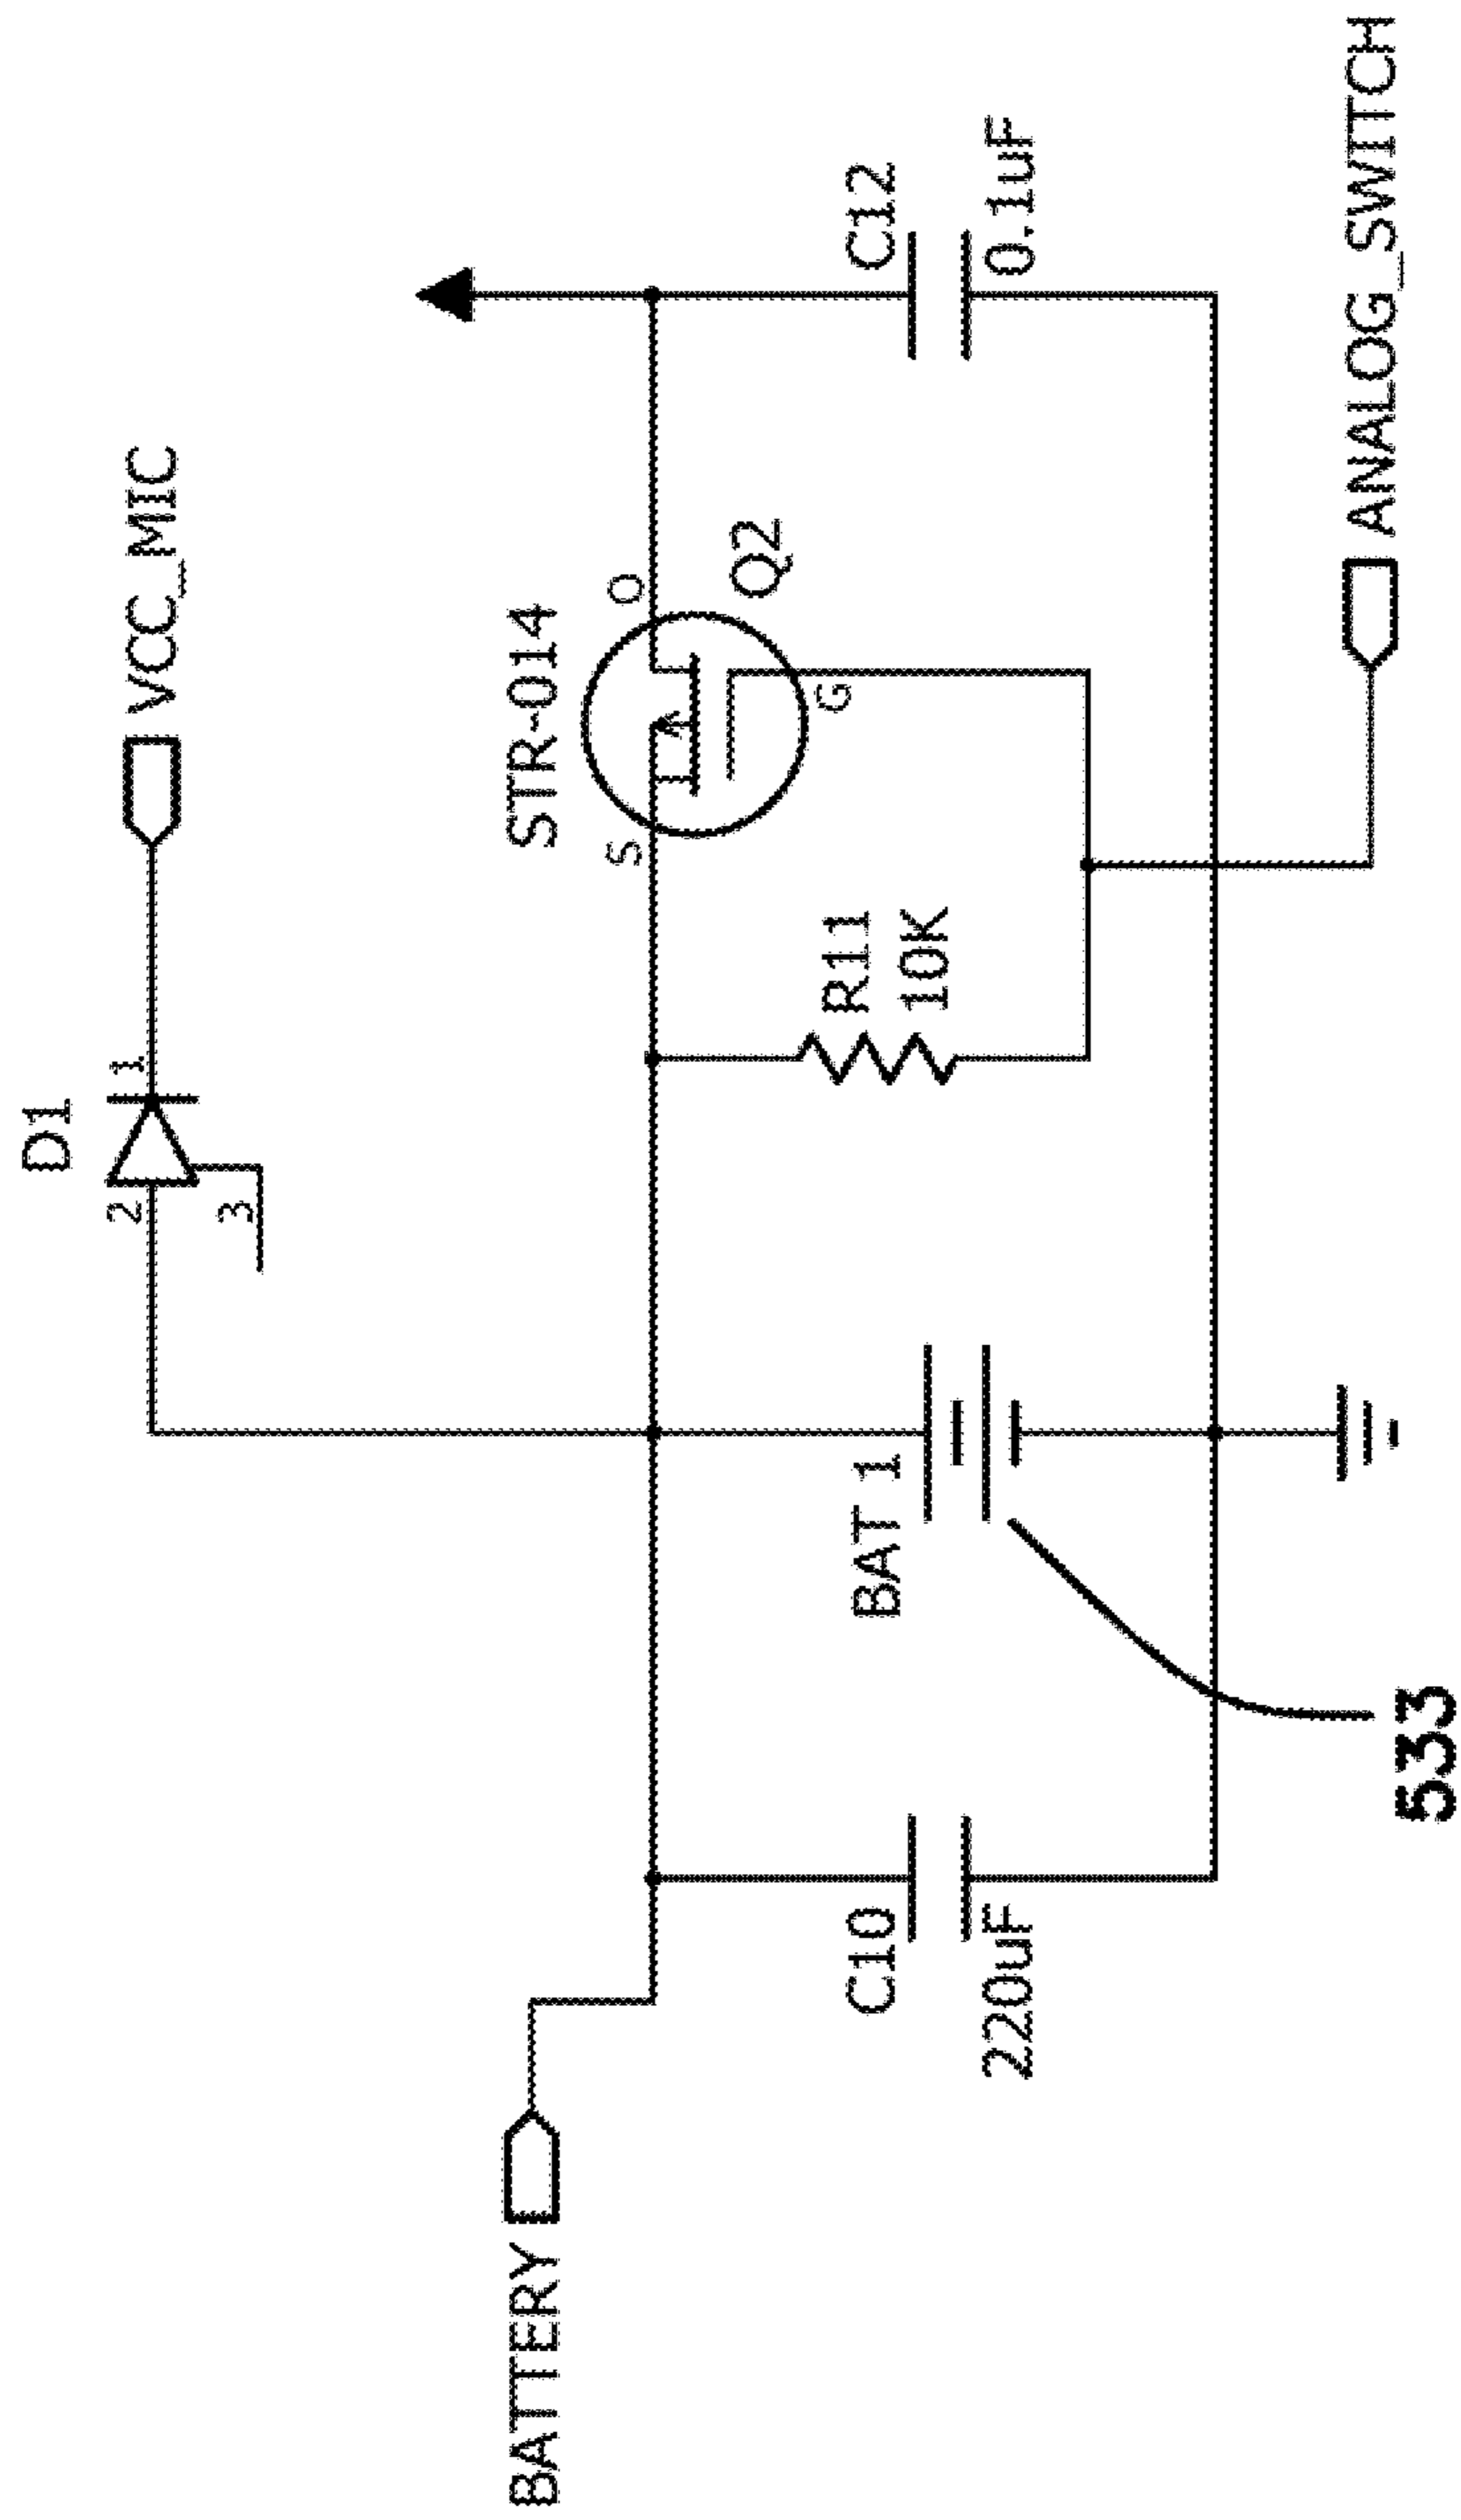 D1
2
1
3
VCC_MIC
BATTERY
STR-014
S
O
Q2
G
C10
220uF
BAT 1
R11
10K
C12
0.1uF
ANALOG_SWITCH
533